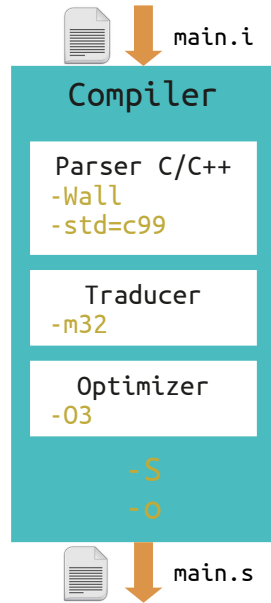 main.i
Compiler
Parser C/C++
-Wall
-std=c99
Traducer
-m32
Optimizer
-O3
-S
-o
main.s